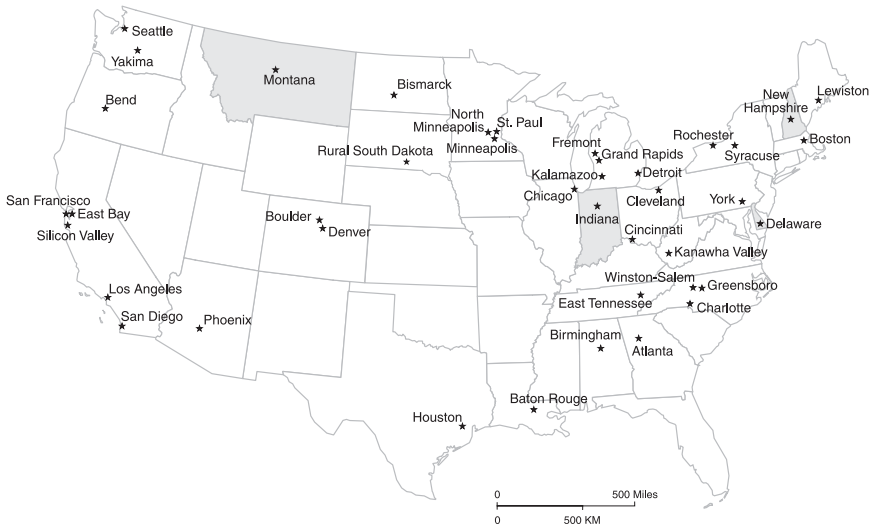 Seattle
Yakima
Montana
Bend
Bismarck
North
Minneapolis
St. Paul
Minneapolis
Rural South Dakota
New
Hampshire
Lewiston
Boston
Rochester
Syracuse
Fremont
Grand Rapids
Kalamazoo
Detroit
Chicago
Cleveland
York
Delaware
Indiana
Cincinnati
Kanawha Valley
San Francisco
East Bay
Silicon Valley
Boulder
Denver
Winston-Salem
Greensboro
East Tennessee
Charlotte
Los Angeles
San Diego
Phoenix
Birmingham
Atlanta
Baton Rouge
Houston
0 500 Miles
0 500 KM